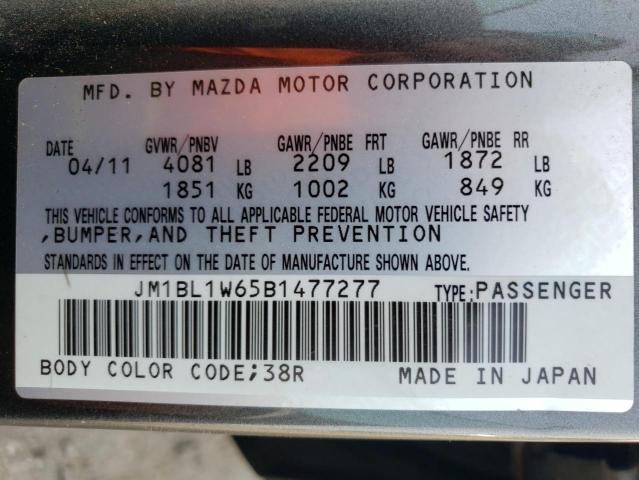 MFD. BY MAZDA MOTOR CORPORATION
DATE GVWR/PNBV GAWR/PNBE FRT GAWR/PNBE RR
04/11 4081 LB 2209 LB 1872 LB
1851 KG 1002 KG 849 KG
THIS VEHICLE CONFORMS TO ALL APPLICABLE FEDERAL MOTOR VEHICLE SAFETY
,BUMPER,AND THEFT PREVENTION
STANDARDS IN EFFECT ON THE DATE OF MANUFACTURE SHOWN ABOVE.
JM1BL1W65B1477277 TYPE:PASSENGER
BODY COLOR CODE;38R MADE IN JAPAN